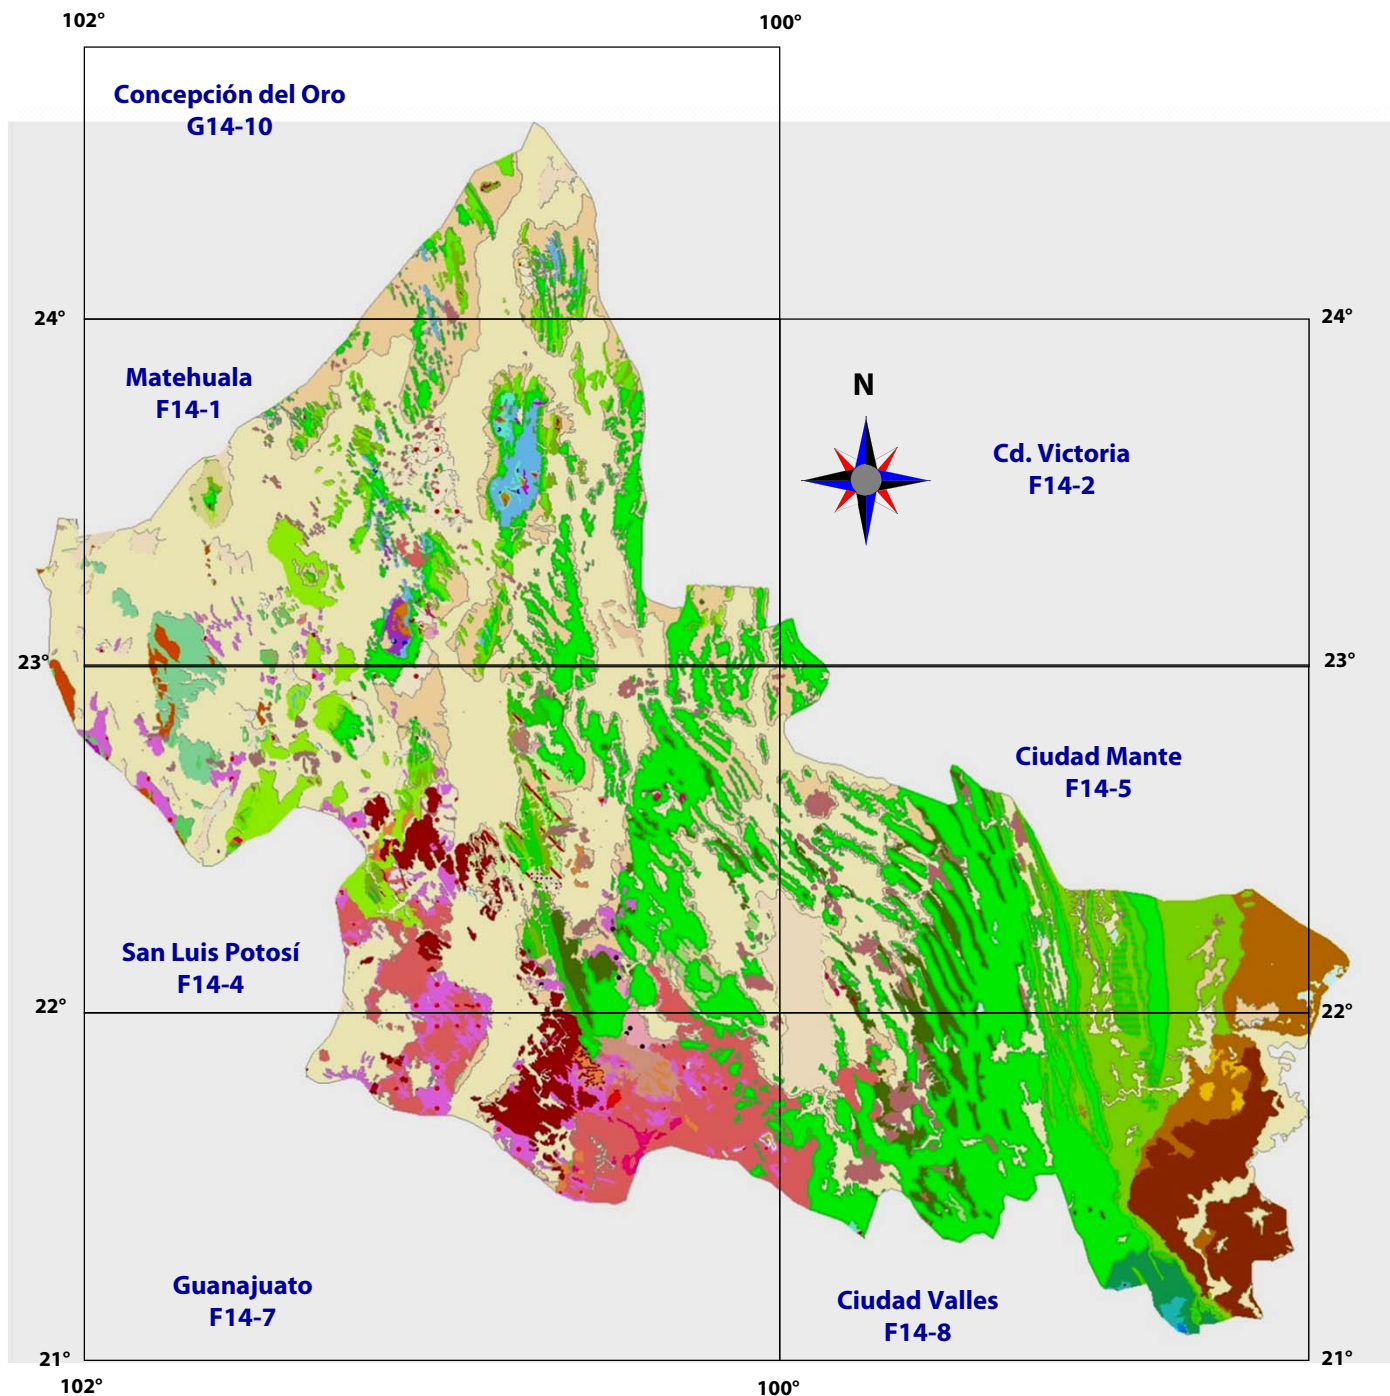 102°
100°
Concepción del Oro
G14-10
24°
24°
Matehuala
F14-1
N
Cd. Victoria
F14-2
23°
23°
Ciudad Mante
F14-5
San Luis Potosí
F14-4
22°
22°
Guanajuato
F14-7
Ciudad Valles
F14-8
21°
21°
102°
100°